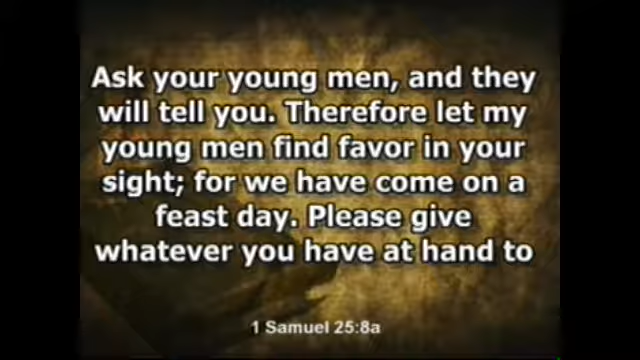 Ask your young men, and they
will tell you. Therefore let my
young men find favor in your
sight; for we have come on a
feast day. Please give
whatever you have at hand to
1 Samuel 25:8a